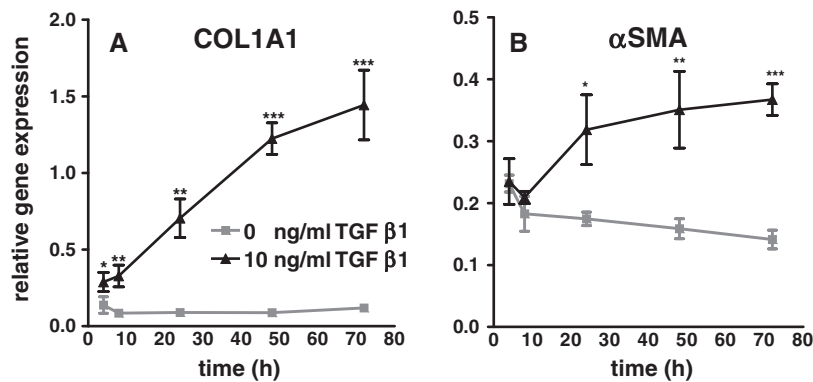 A COL1A1
relative gene expression
2.0
1.5
1.0
0.5
0.0
* ** ** *** ***
0 ng/ml TGF β1
10 ng/ml TGF β1
0 10 20 30 40 50 60 70 80
time (h)
B αSMA
0.5
0.4
0.3
0.2
0.1
0.0
* ** ***
0 10 20 30 40 50 60 70 80
time (h)